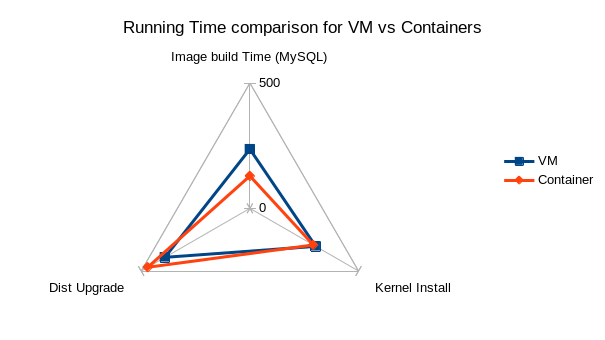 Running Time comparison for VM vs Containers
Image build Time (MySQL)
500
VM
Container
0
Dist Upgrade
Kernel Install